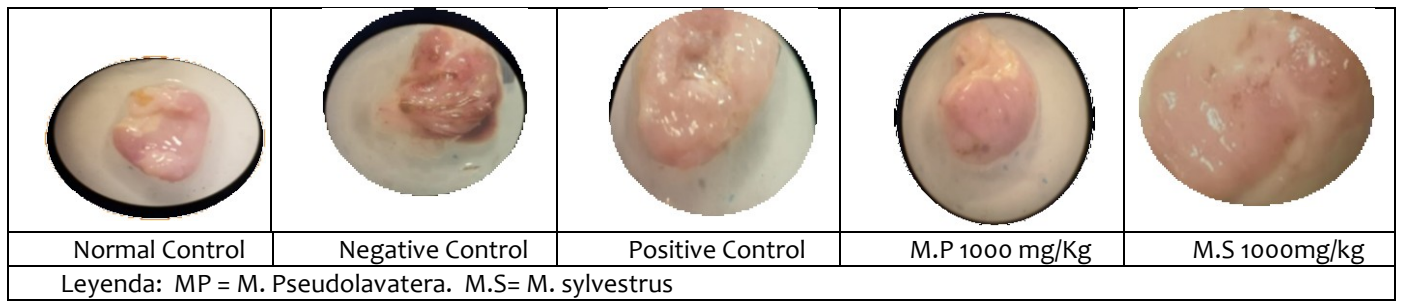 Normal Control Negative Control Positive Control M.P 1000 mg/Kg M.S 1000mg/kg
Leyenda: MP = M. Pseudolavatera. M.S= M. sylvestrus